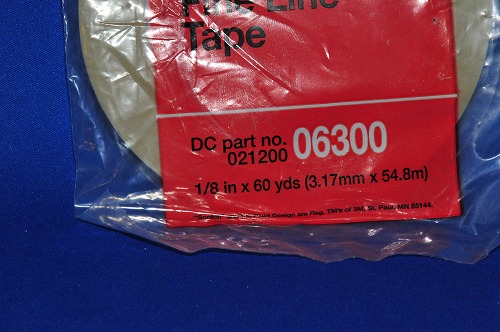 Fine Line
Tape
DC part no. 06300
021200
1/8 in x 60 yds (3.17mm x 54.8m)
Design are Reg. TM's of 3M, St. Paul, MN 55144.